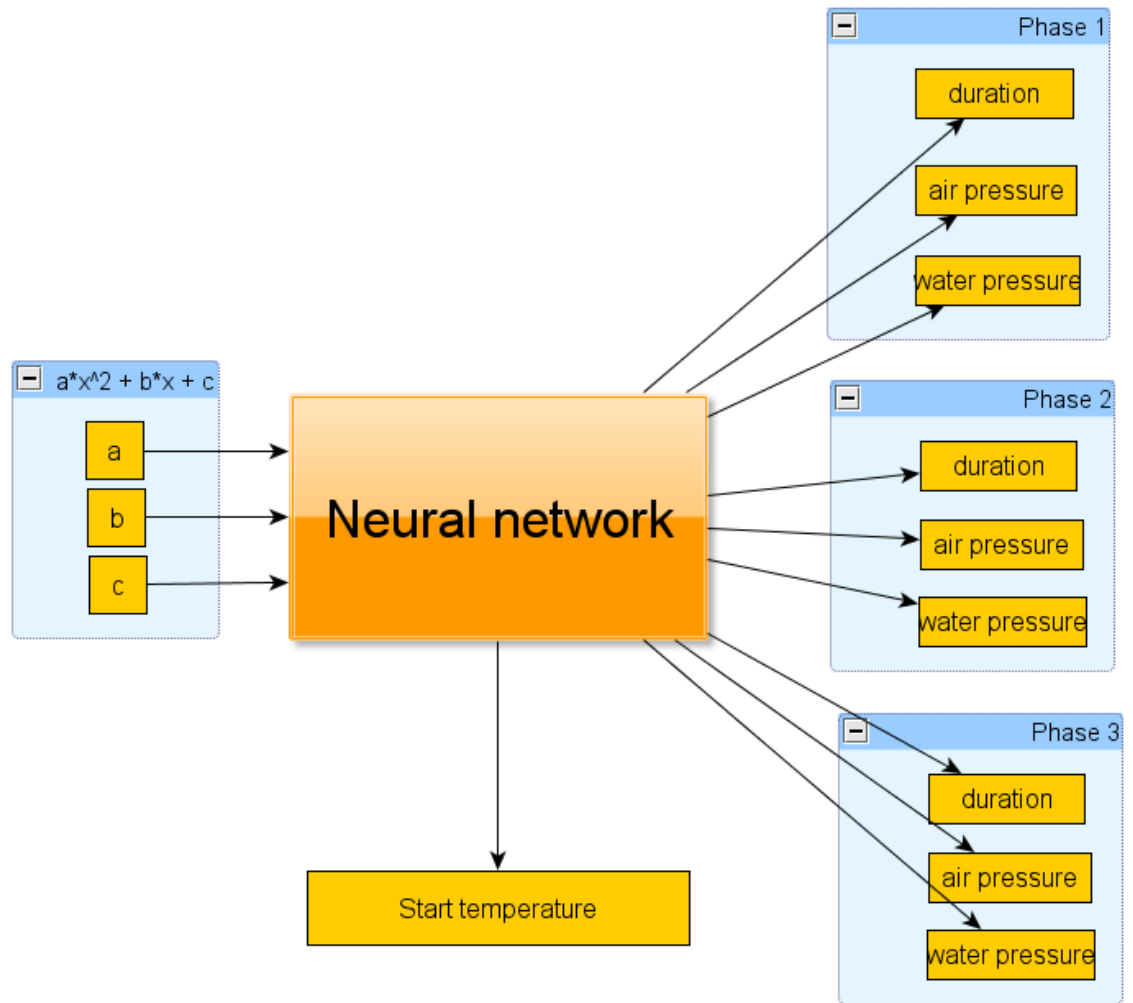 Phase 1
duration
air pressure
water pressure
a*x^2 + b*x + c
a
b
c
Neural network
Phase 2
duration
air pressure
water pressure
Phase 3
duration
air pressure
water pressure
Start temperature